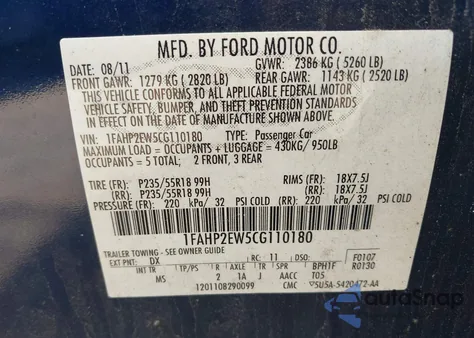 MFD. BY FORD MOTOR CO.
08/11 GVWR: 2386 KG ( 5260 LB)
FRONT GAWR: 1279 KG ( 2820 LB) REAR GAWR: 1143 KG ( 2520 LB)
THIS VEHICLE CONFORMS TO ALL APPLICABLE FEDERAL MOTOR
VEHICLE SAFETY, BUMPER, AND THEFT PREVENTION STANDARDS
IN EFFECT ON THE DATE OF MANUFACTURE SHOWN ABOVE.
VIN: 1FAHP2EW5CG110180 TYPE: Passenger Car
MAXIMUM LOAD = OCCUPANTS + LUGGAGE = 430KG/ 950LB
OCCUPANTS = 5 TOTAL; 2 FRONT, 3 REAR
TIRE (FR): P235/55R18 99H RIMS (FR): 18X7.5J
(RR): P235/55R18 99H (RR): 18X7.5J
PRESSURE (FR): 220 kPa/ 32 PSI COLD (RR): 220 kPa/ 32 PSI COLD
1FAHP2EW5CG110180
TRAILER TOWING - SEE OWNER GUIDE
EXT PNT: DX RC: 11 DSO: F0107
R0130
INT TR TP/PS R AXLE TR SPR BPHTF
MS 2 1A J AACC T05
1201108290099 CMC
5U5A-5420472-AA
AutoSnap